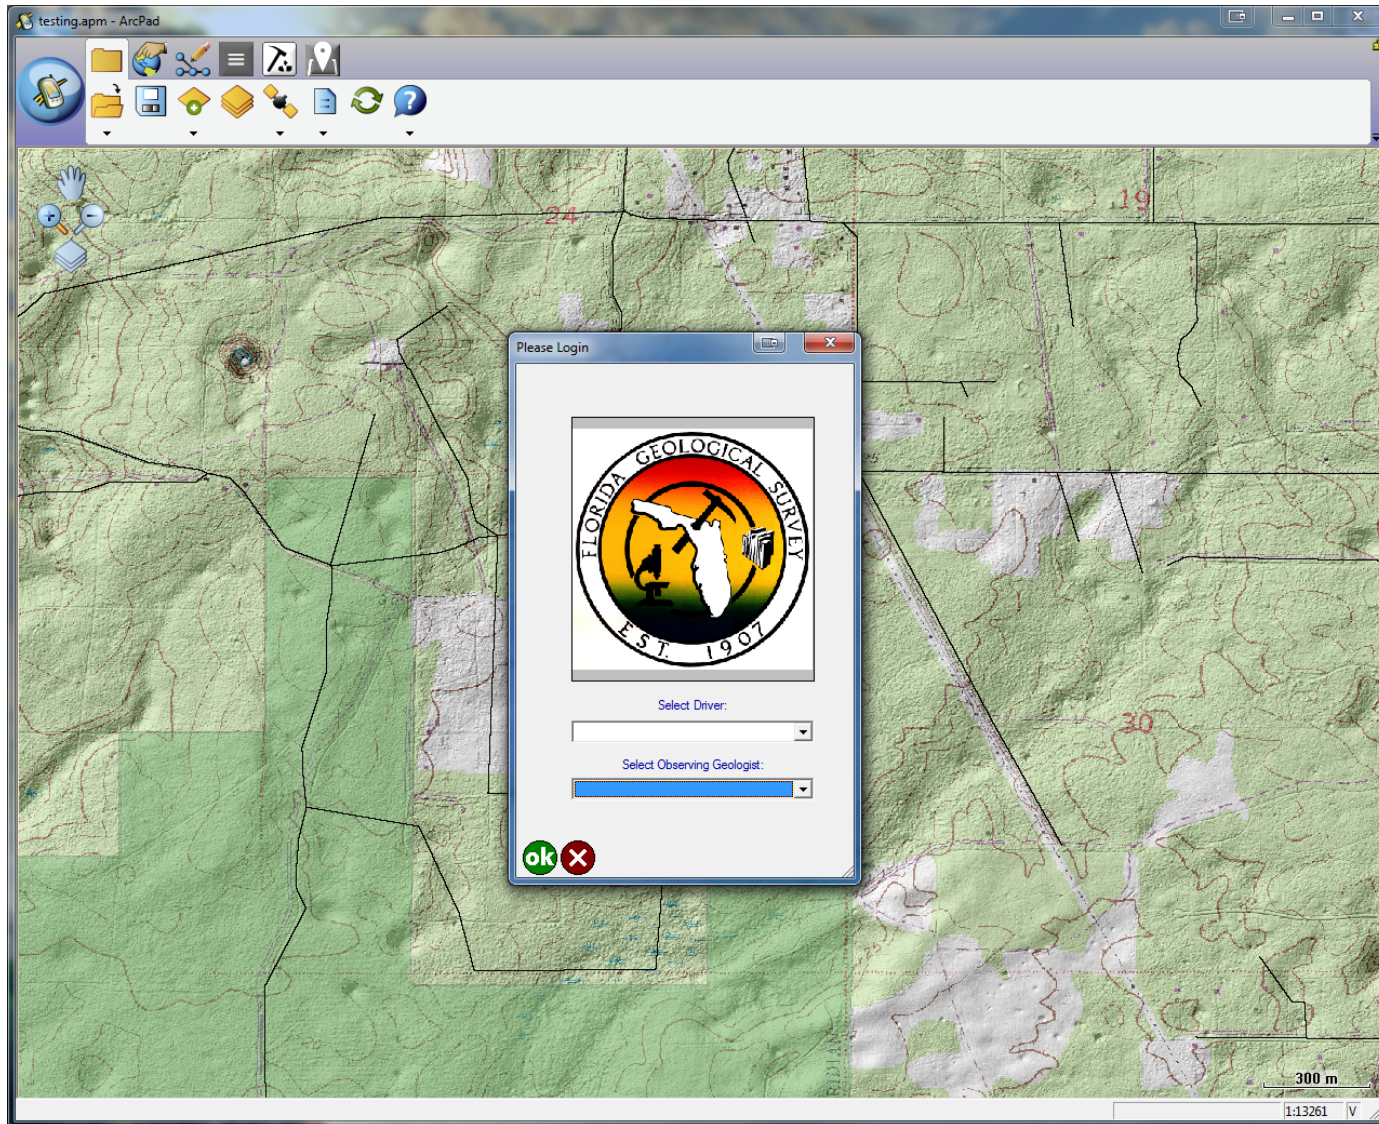 testing.apm - ArcPad
24
19
Please Login
FLORIDA GEOLOGICAL SURVEY
EST. 1907
Select Driver:
Select Observing Geologist:
ok
30
300 m
1:13261 V